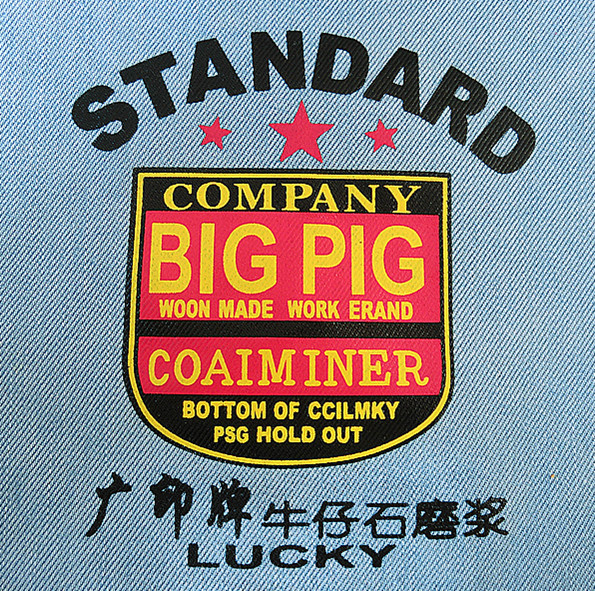 STANDARD
COMPANY
BIG PIG
WOON MADE WORK ERAND
COAIMINER
BOTTOM OF CCILMKY
PSG HOLD OUT
广印牌牛仔石磨浆
LUCKY